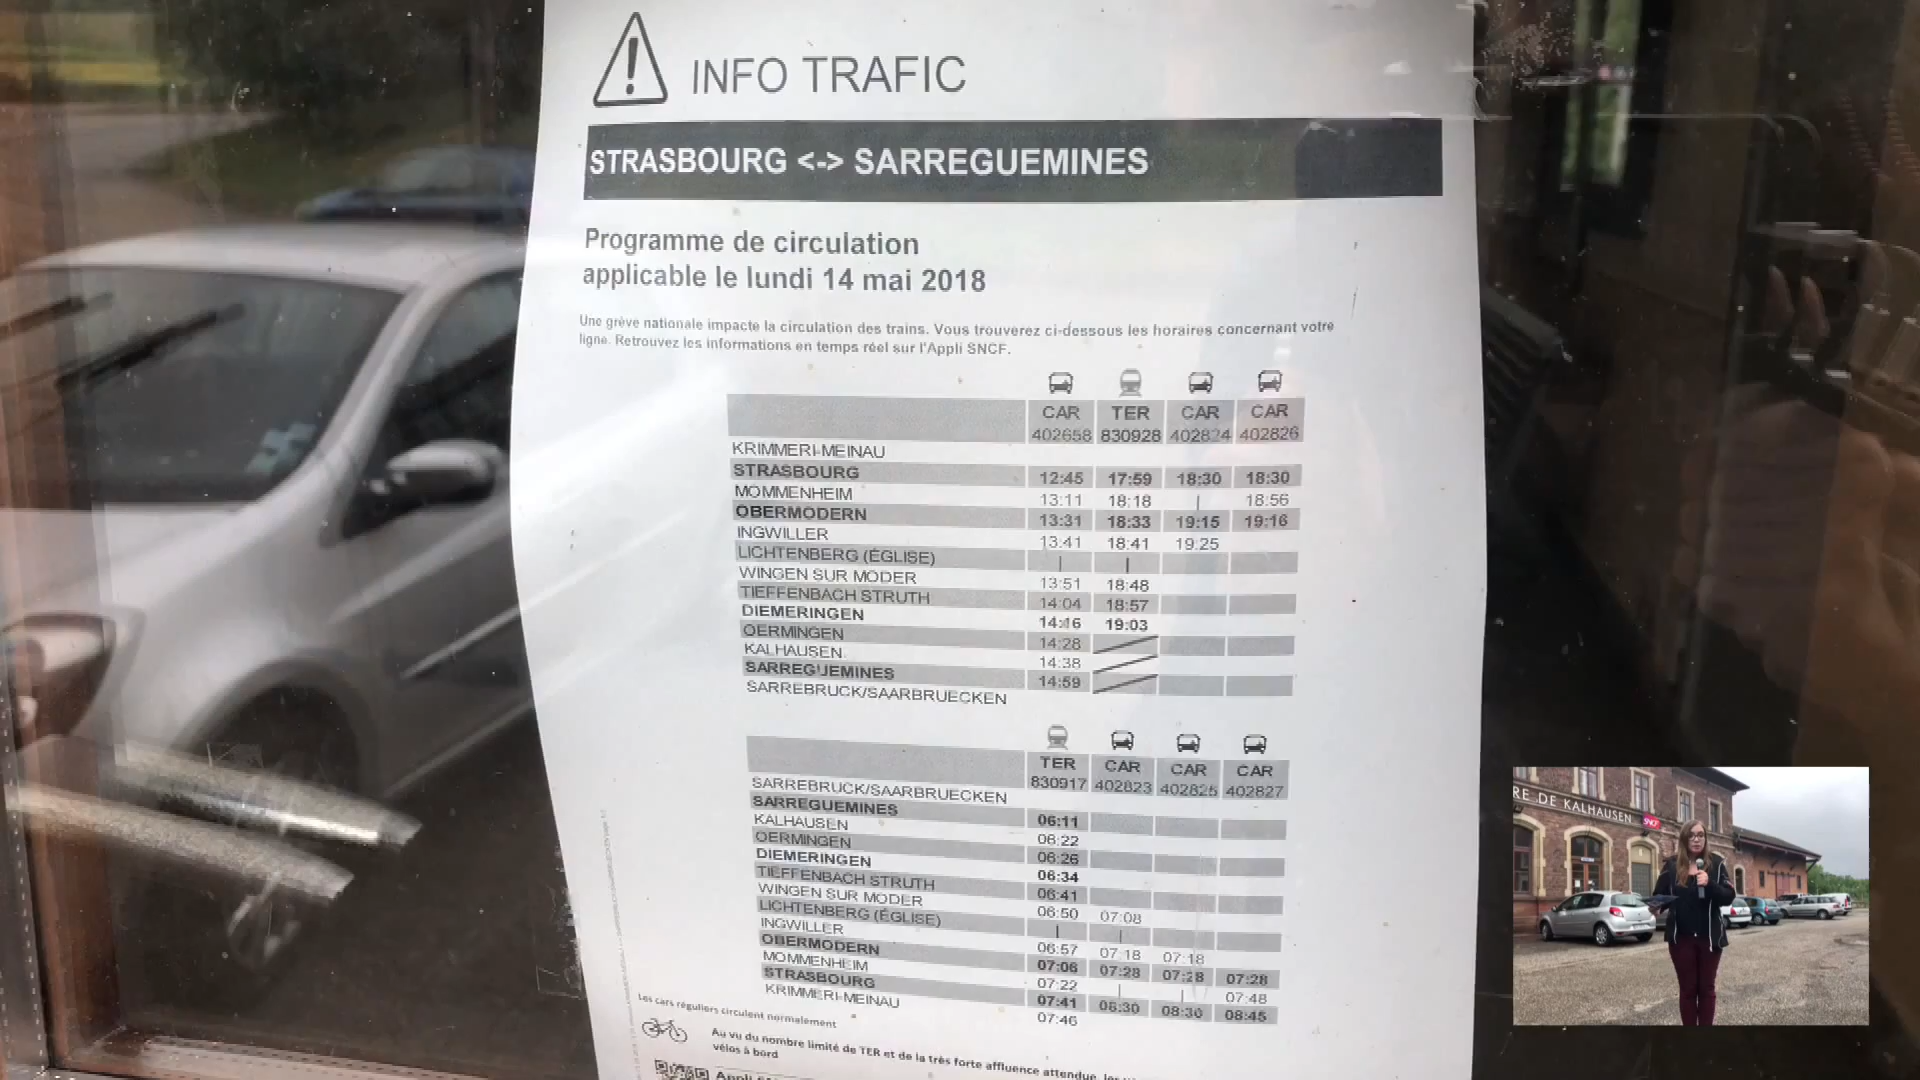 INFO TRAFIC
STRASBOURG <-> SARREGUEMINES
Programme de circulation
applicable le lundi 14 mai 2018
Une grève nationale impacte la circulation des trains. Vous trouverez ci-dessous les horaires concernant votre
ligne. Retrouvez les informations en temps réel sur l'Appli SNCF.
CAR TER CAR CAR
402658 830928 402824 402826
KRIMMERI-MEINAU
STRASBOURG 12:45 17:59 18:30 18:30
MOMMENHEIM 13:11 18:18 | 18:56
OBERMODERN 13:31 18:33 19:15 19:16
INGWILLER 13:41 18:41 19:25
LICHTENBERG (ÉGLISE) | |
WINGEN SUR MODER 13:51 18:48
TIEFFENBACH STRUTH 14:04 18:57
DIEMERINGEN 14:16 19:03
OERMINGEN 14:28
KALHAUSEN 14:38
SARREGUEMINES 14:59
SARREBRUCK/SAARBRUECKEN
TER CAR CAR CAR
830917 402823 402825 402827
SARREBRUCK/SAARBRUECKEN
SARREGUEMINES 06:11
KALHAUSEN 06:22
OERMINGEN 06:26
DIEMERINGEN 06:34
TIEFFENBACH STRUTH 06:41
WINGEN SUR MODER 06:50 07:08
LICHTENBERG (ÉGLISE) | |
INGWILLER 06:57 07:18 07:18
OBERMODERN 07:06 07:28 07:28 07:28
MOMMENHEIM 07:22 | | 07:48
STRASBOURG 07:41 08:30 08:30 08:45
KRIMMERI-MEINAU 07:46
Les cars réguliers circulent normalement
Au vu du nombre limité de TER et de la très forte affluence attendue, les
vélos à bord
Appli
RE DE KALHAUSEN
SNCF